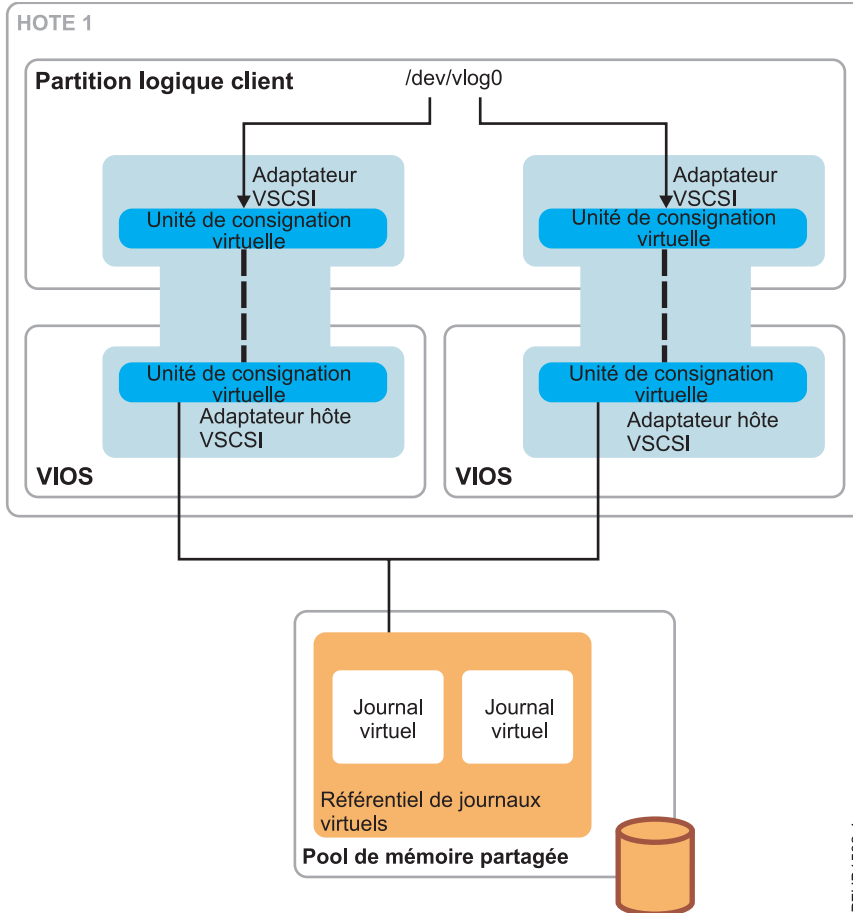 HOTE 1
Partition logique client
/dev/vlog0
Adaptateur
VSCSI
Unité de consignation
virtuelle
Adaptateur
VSCSI
Unité de consignation
virtuelle
Unité de consignation
virtuelle
Adaptateur hôte
VSCSI
VIOS
Unité de consignation
virtuelle
Adaptateur hôte
VSCSI
VIOS
Journal
virtuel
Journal
virtuel
Référentiel de journaux
virtuels
Pool de mémoire partagée